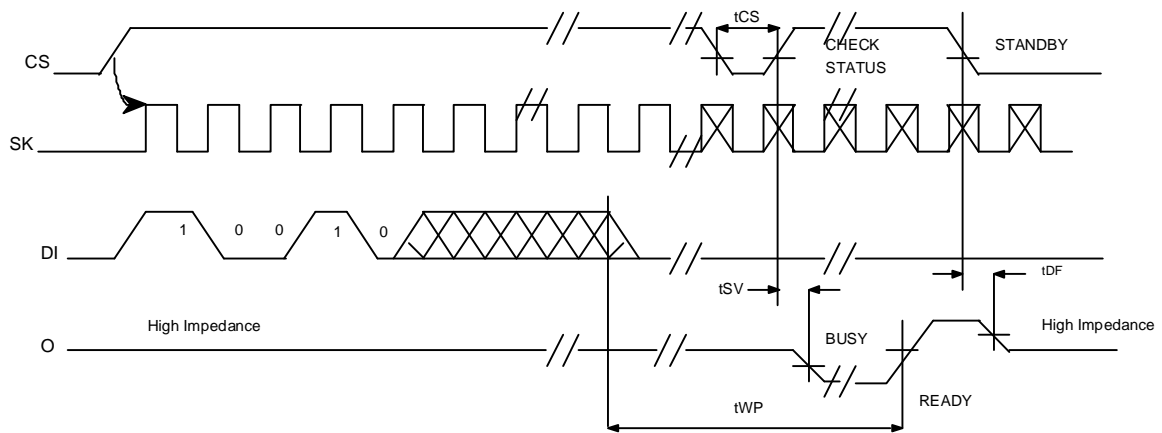 tCS
CS
CHECK
STATUS
STANDBY
SK
DI
1 0 0 1 0
tSV
tDF
O
High Impedance
BUSY
High Impedance
READY
tWP